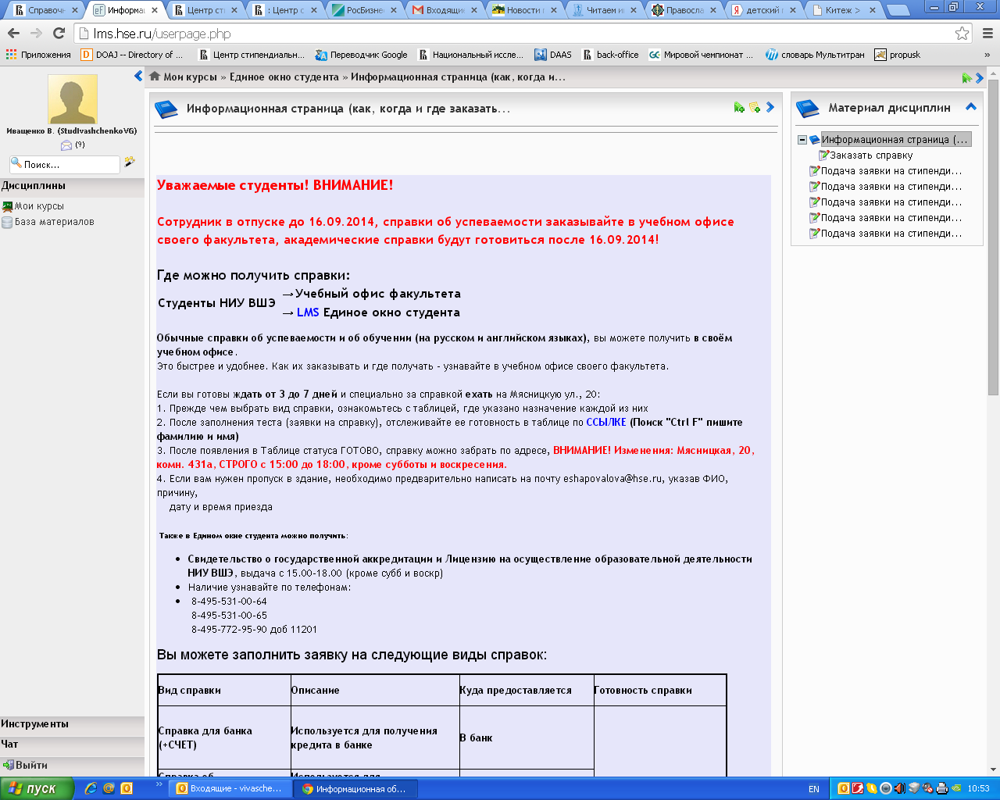 Справочн
Информац
Центр сти
: Центр с
РосБизне
Входящие
Новости п
Читаем и
Правосла
детский п
Китеж >
lms.hse.ru/userpage.php
Приложения
DOAJ -- Directory of ...
Центр стипендиальн...
Переводчик Google
Национальный иссле...
DAAS
back-office
Мировой чемпионат ...
словарь Мультитран
propusk
»
Иващенко В. (StudIvashchenkoVG)
(9)
Поиск...
Дисциплины
Мои курсы
База материалов
Инструменты
Чат
Выйти
Мои курсы » Единое окно студента » Информационная страница (как, когда и...
Информационная страница (как, когда и где заказать...
Уважаемые студенты! ВНИМАНИЕ!
Сотрудник в отпуске до 16.09.2014, справки об успеваемости заказывайте в учебном офисе
своего факультета, академические справки будут готовиться после 16.09.2014!
Где можно получить справки:
Студенты НИУ ВШЭ
→ Учебный офис факультета
→ LMS Единое окно студента
Обычные справки об успеваемости и об обучении (на русском и английском языках), вы можете получить в своём
учебном офисе.
Это быстрее и удобнее. Как их заказывать и где получать - узнавайте в учебном офисе своего факультета.
Если вы готовы ждать от 3 до 7 дней и специально за справкой ехать на Мясницкую ул., 20:
1. Прежде чем выбрать вид справки, ознакомьтесь с таблицей, где указано назначение каждой из них
2. После заполнения теста (заявки на справку), отслеживайте ее готовность в таблице по ССЫЛКЕ (Поиск "Ctrl F" пишите
фамилию и имя)
3. После появления в Таблице статуса ГОТОВО, справку можно забрать по адресу, ВНИМАНИЕ! Изменения: Мясницкая, 20,
комн. 431а, СТРОГО с 15:00 до 18:00, кроме субботы и воскресения.
4. Если вам нужен пропуск в здание, необходимо предварительно написать на почту eshapovalova@hse.ru, указав ФИО,
причину,
дату и время приезда
Также в Едином окне студента можно получить:
• Свидетельство о государственной аккредитации и Лицензию на осуществление образовательной деятельности
НИУ ВШЭ, выдача с 15.00-18.00 (кроме субб и воскр)
• Наличие узнавайте по телефонам:
• 8-495-531-00-64
8-495-531-00-65
8-495-772-95-90 доб 11201
Вы можете заполнить заявку на следующие виды справок:
Вид справки
Описание
Куда предоставляется
Готовность справки
Справка для банка
(+СЧЕТ)
Используется для получения
кредита в банке
В банк
Справка об
Используется для
Материал дисциплин
Информационная страница (...
Заказать справку
Подача заявки на стипенди...
Подача заявки на стипенди...
Подача заявки на стипенди...
Подача заявки на стипенди...
Подача заявки на стипенди...
пуск
»
Входящие - vivasche...
Информационная об...
EN
10:53